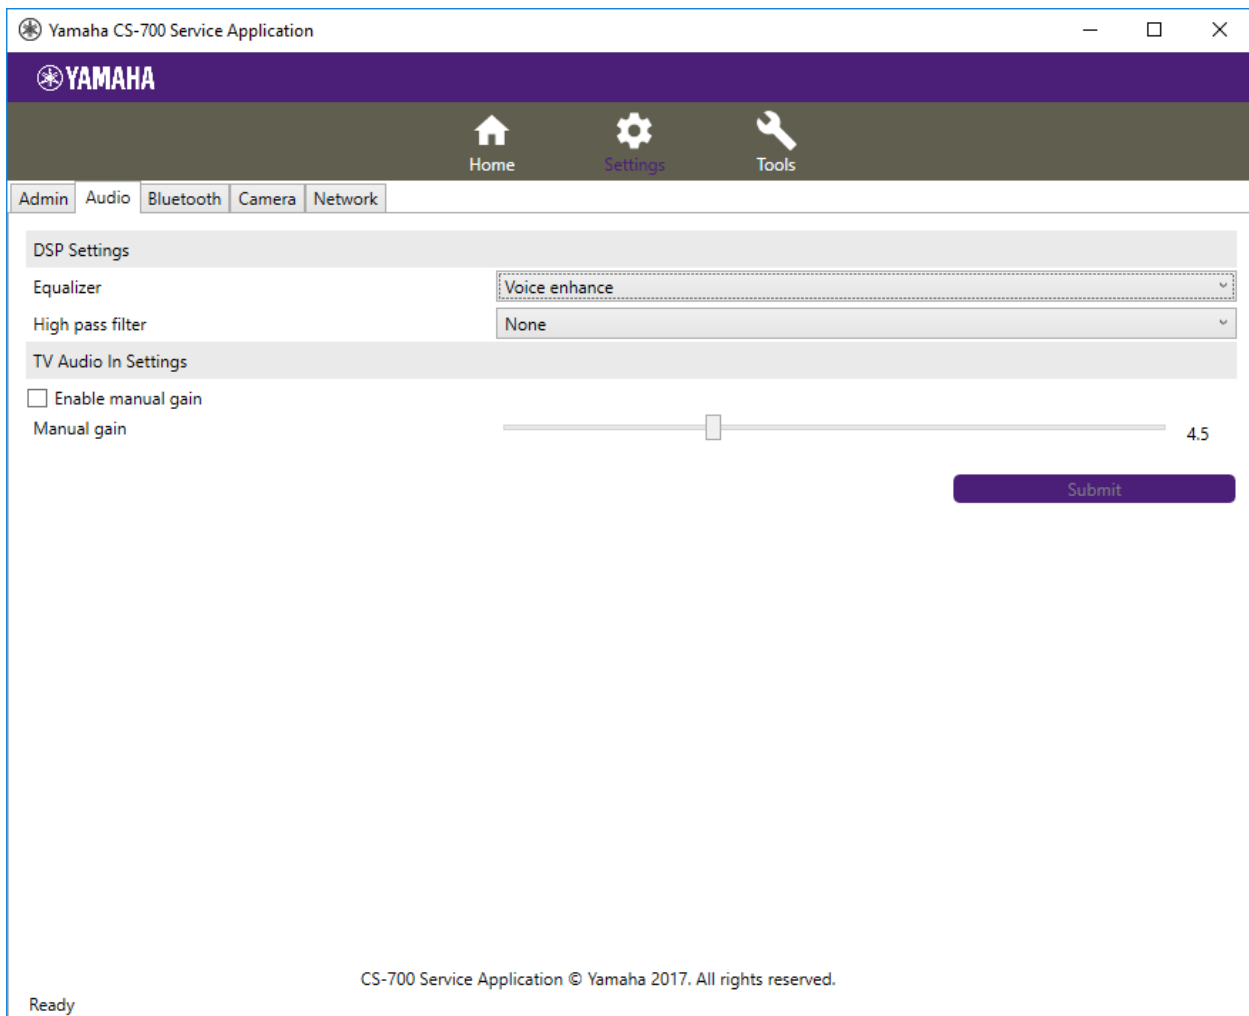 Yamaha CS-700 Service Application
YAMAHA
Home Settings Tools
Admin Audio Bluetooth Camera Network
DSP Settings
Equalizer Voice enhance
High pass filter None
TV Audio In Settings
Enable manual gain
Manual gain 4.5
Submit
CS-700 Service Application © Yamaha 2017. All rights reserved.
Ready